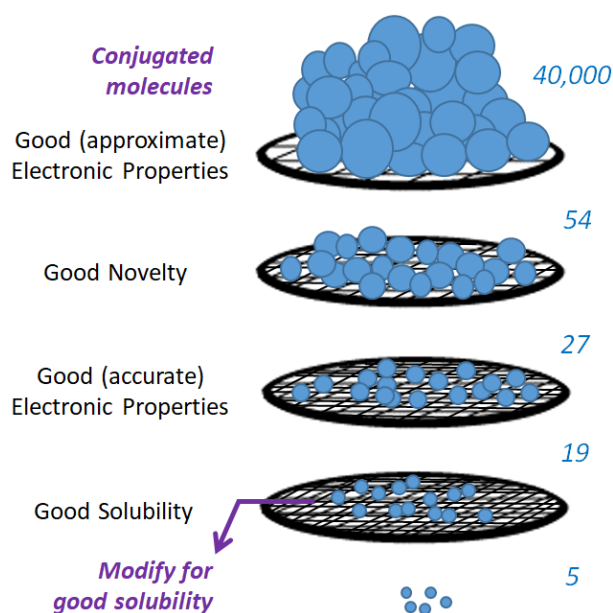 Conjugated
molecules
40,000
Good (approximate)
Electronic Properties
54
Good Novelty
27
Good (accurate)
Electronic Properties
19
Good Solubility
Modify for
good solubility
5